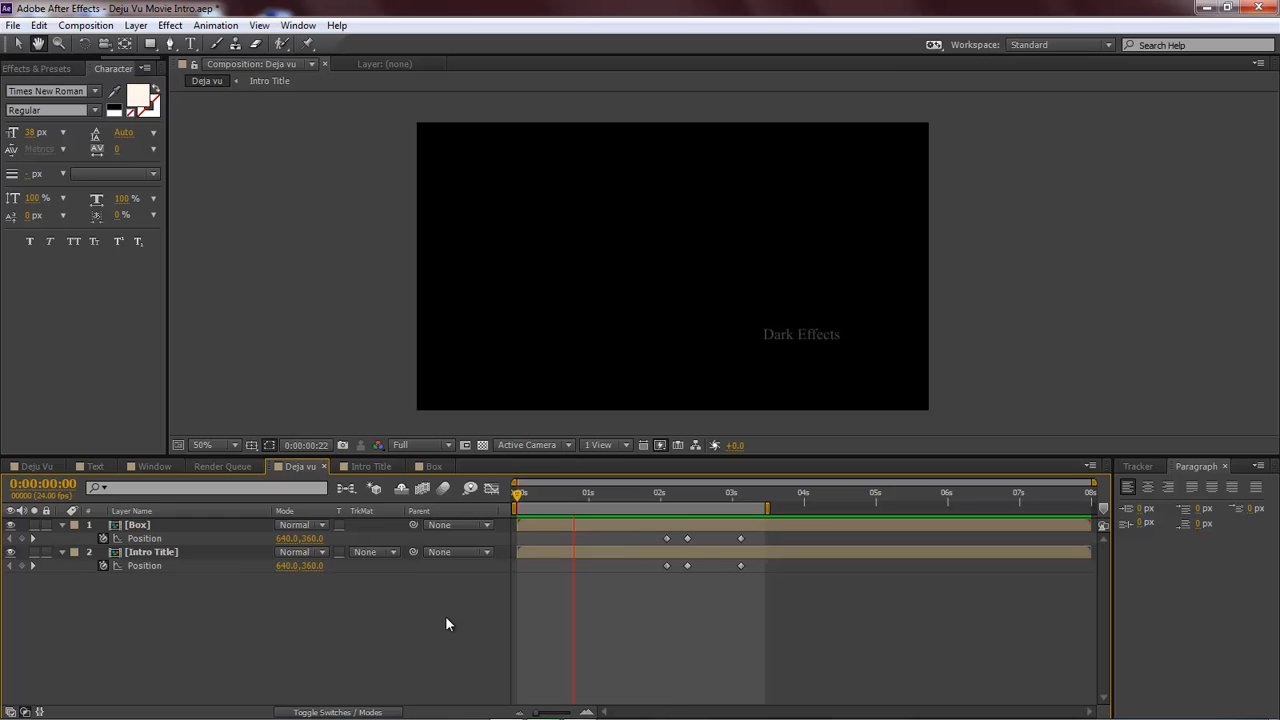 Adobe After Effects - Deju Vu Movie Intro.aep *
File Edit Composition Layer Effect Animation View Window Help
Workspace: Standard Search Help
Effects & Presets Character
Composition: Deja vu Layer: (none)
Deja vu Intro Title
Times New Roman
Regular
38 px Auto
Metrics 0
- px
100 % 100 %
0 px 0 %
T T TT Tt T¹ T₁
Dark Effects
50% 0:00:00:22 Full Active Camera 1 View +0.0
Deju Vu Text Window Render Queue Deja vu Intro Title Box
Tracker Paragraph
0:00:00:00
00000 (24.00 fps)
01s 02s 03s 04s 05s 06s 07s 08s
# Layer Name Mode T TrkMat Parent
1 [Box] Normal None
Position 640.0,360.0
2 [Intro Title] Normal None None
Position 640.0,360.0
0 px 0 px 0 px
0 px 0 px
Toggle Switches / Modes